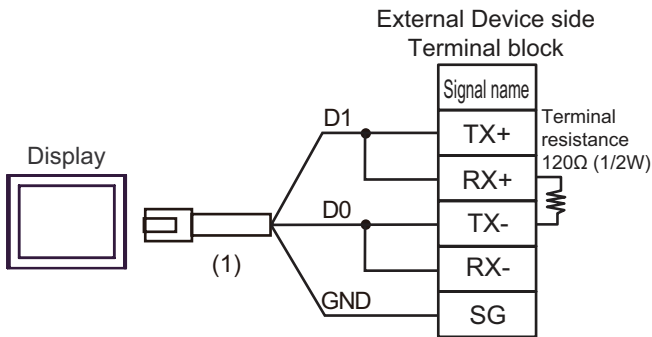 External Device side
Terminal block
Signal name
D1
TX+
Terminal
resistance
120Ω (1/2W)
Display
RX+
D0
TX-
(1)
RX-
GND
SG